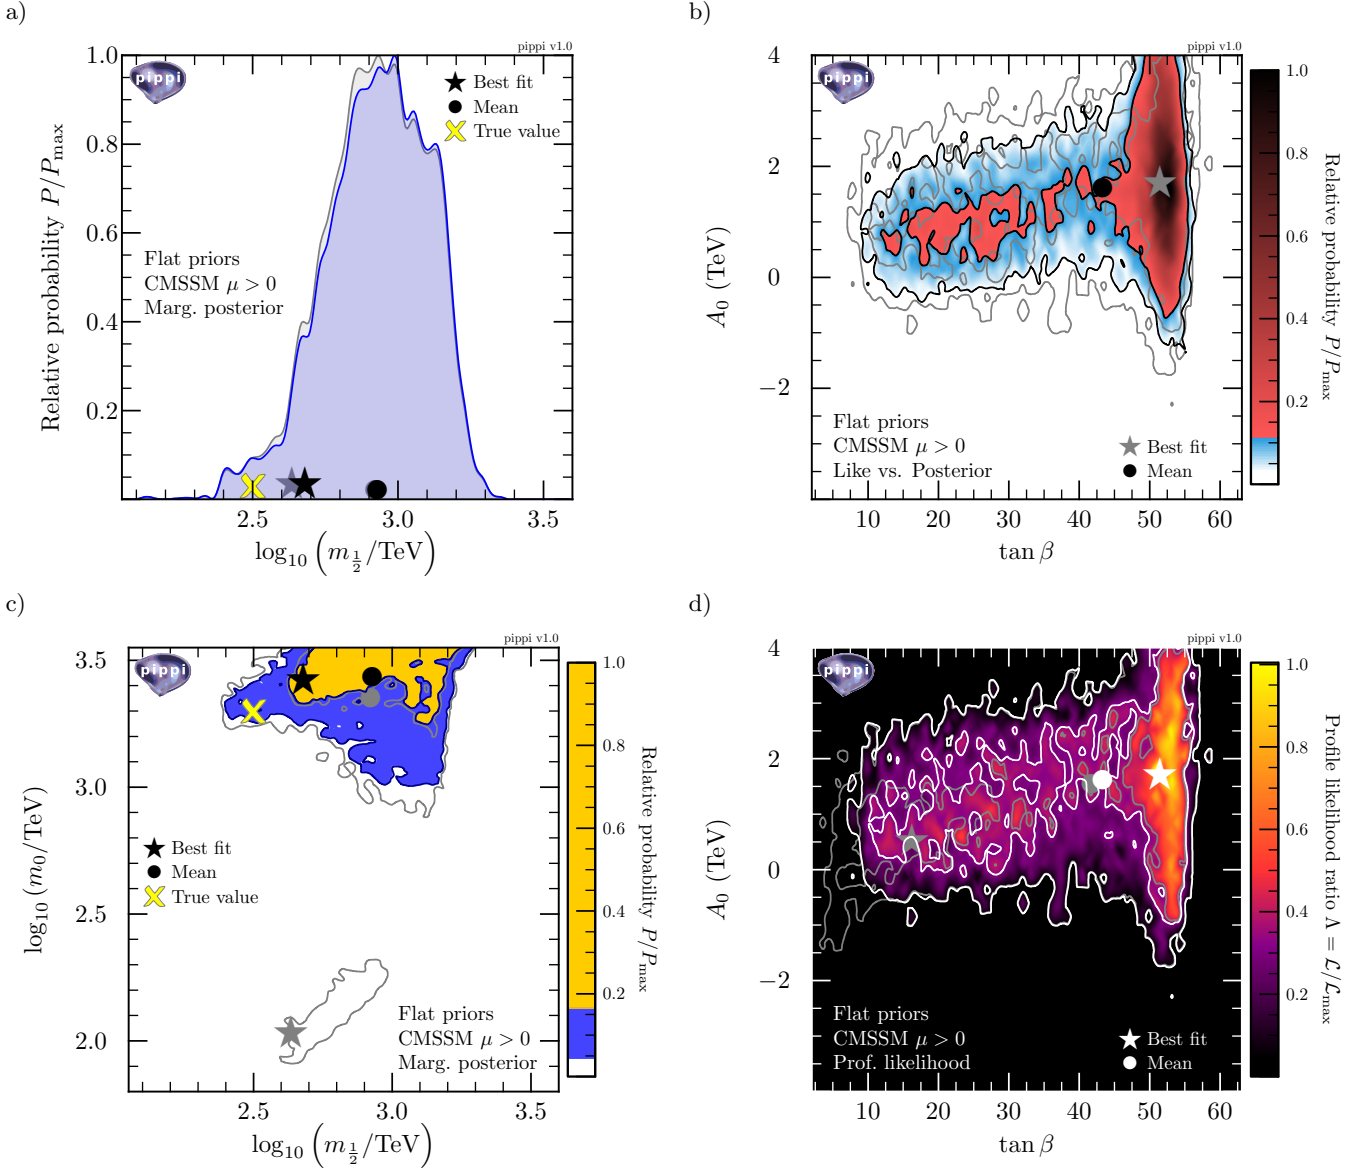 a)
pippi v1.0
pippi
Best fit
Mean
True value
Flat priors
CMSSM μ > 0
Marg. posterior
Relative probability P/P_max
1.0
0.8
0.6
0.4
0.2
2.5 3.0 3.5
log₁₀ (m_{1/2}/TeV)
b)
pippi v1.0
pippi
Flat priors
CMSSM μ > 0
Like vs. Posterior
Best fit
Mean
A₀ (TeV)
4
2
0
−2
10 20 30 40 50 60
tan β
1.0
0.8
0.6
0.4
0.2
Relative probability P/P_max
c)
pippi v1.0
pippi
Best fit
Mean
True value
Flat priors
CMSSM μ > 0
Marg. posterior
log₁₀ (m₀/TeV)
3.5
3.0
2.5
2.0
2.5 3.0 3.5
log₁₀ (m_{1/2}/TeV)
1.0
0.8
0.6
0.4
0.2
Relative probability P/P_max
d)
pippi v1.0
pippi
Flat priors
CMSSM μ > 0
Prof. likelihood
Best fit
Mean
A₀ (TeV)
4
2
0
−2
10 20 30 40 50 60
tan β
1.0
0.8
0.6
0.4
0.2
Profile likelihood ratio Λ = ℒ/ℒ_max